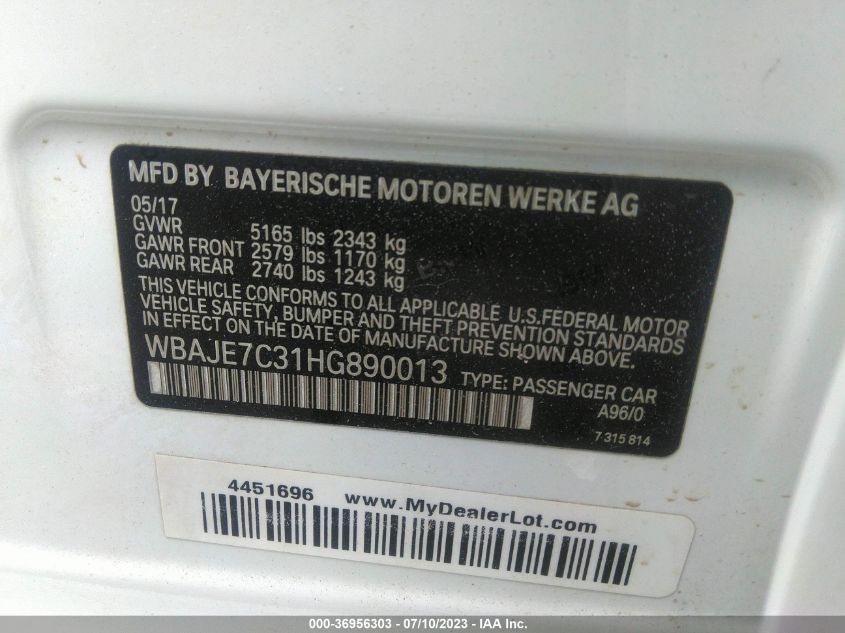 MFD BY BAYERISCHE MOTOREN WERKE AG
05/17
GVWR 5165 lbs 2343 kg
GAWR FRONT 2579 lbs 1170 kg
GAWR REAR 2740 lbs 1243 kg
THIS VEHICLE CONFORMS TO ALL APPLICABLE U.S.FEDERAL MOTOR
VEHICLE SAFETY, BUMPER AND THEFT PREVENTION STANDARDS
IN EFFECT ON THE DATE OF MANUFACTURE SHOWN ABOVE.
WBAJE7C31HG890013 TYPE: PASSENGER CAR
A96/0
7 315 814
4451696 www.MyDealerLot.com
000-36956303 - 07/10/2023 - IAA Inc.